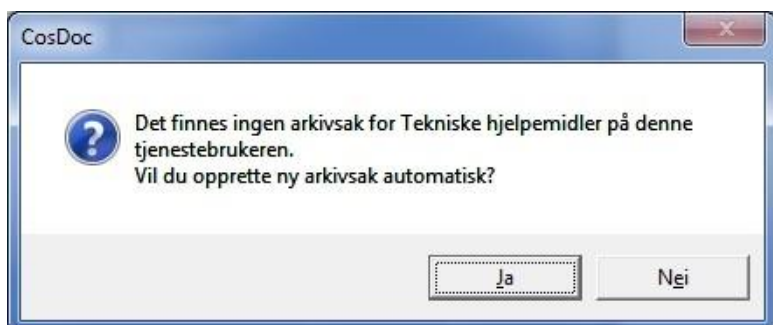 CosDoc
Det finnes ingen arkivsak for Tekniske hjelpemidler på denne
tjenestebrukeren.
Vil du opprette ny arkivsak automatisk?
Ja
Nei